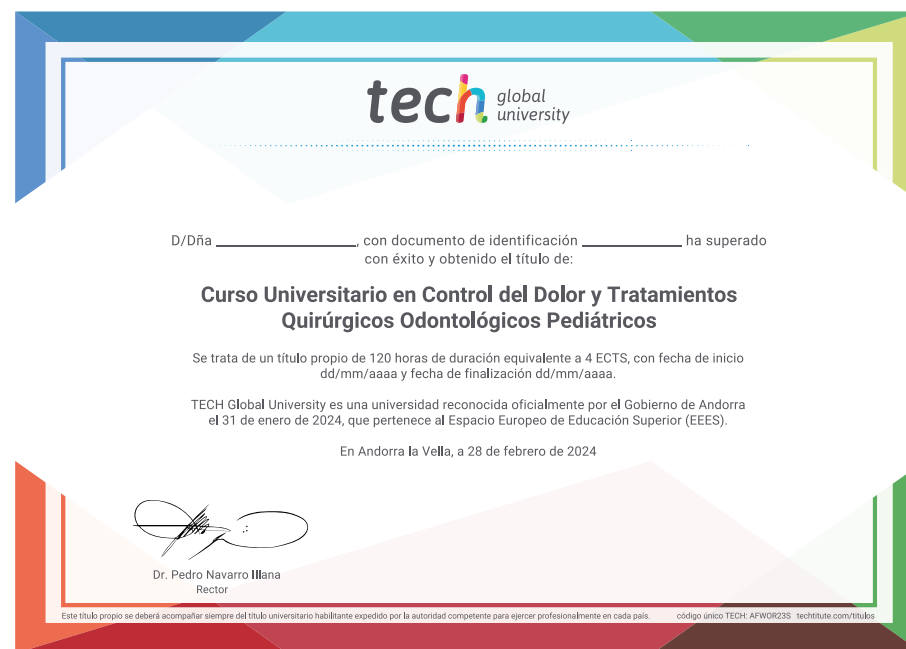 tech global university
D/Dña __________________, con documento de identificación _____________ ha superado
con éxito y obtenido el título de:
Curso Universitario en Control del Dolor y Tratamientos
Quirúrgicos Odontológicos Pediátricos
Se trata de un título propio de 120 horas de duración equivalente a 4 ECTS, con fecha de inicio
dd/mm/aaaa y fecha de finalización dd/mm/aaaa.
TECH Global University es una universidad reconocida oficialmente por el Gobierno de Andorra
el 31 de enero de 2024, que pertenece al Espacio Europeo de Educación Superior (EEES).
En Andorra la Vella, a 28 de febrero de 2024
Dr. Pedro Navarro Illana
Rector
Este título propio se deberá acompañar siempre del título universitario habilitante expedido por la autoridad competente para ejercer profesionalmente en cada país. código único TECH: AFWOR23S techtitute.com/titulos